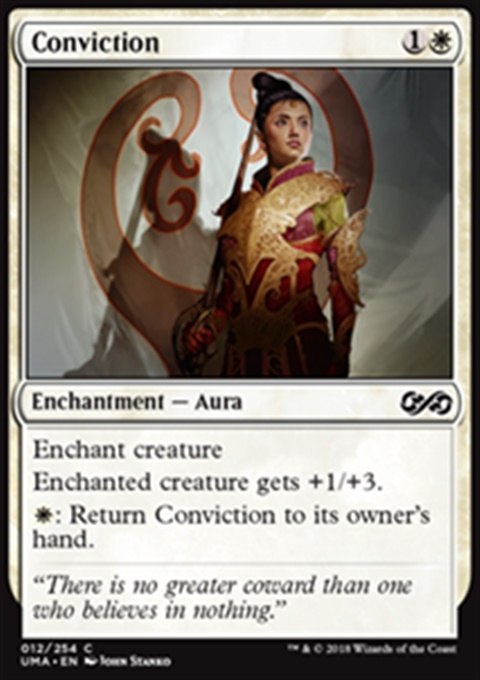 Conviction 1
Enchantment — Aura
Enchant creature
Enchanted creature gets +1/+3.
: Return Conviction to its owner's
hand.
“There is no greater coward than one
who believes in nothing.”
012/254 C
UMA • EN John Stanko
™ & © 2018 Wizards of the Coast